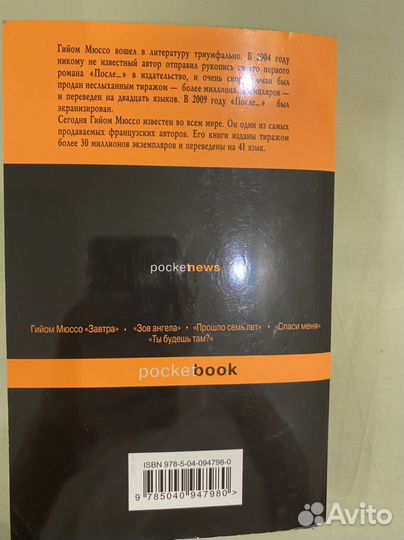 Гийом Мюссо вошел в литературу триумфально. В 2004 году
никому не известный автор отправил рукопись своего первого
романа «После...» в издательство, и очень скоро роман был
продан неслыханным тиражом — более миллиона экземпляров —
и переведен на двадцать языков. В 2009 году «После...» был
экранизирован.
Сегодня Гийом Мюссо известен во всем мире. Он один из самых
продаваемых французских авторов. Его книги изданы тиражом
более 30 миллионов экземпляров и переведены на 41 язык.
pocketnews
Гийом Мюссо «Завтра» • «Зов ангела» • «Прошло семь лет» • «Спаси меня»
«Ты будешь там?»
pocketbook
ISBN 978-5-04-094798-0
9 785040 947980 >
Avito